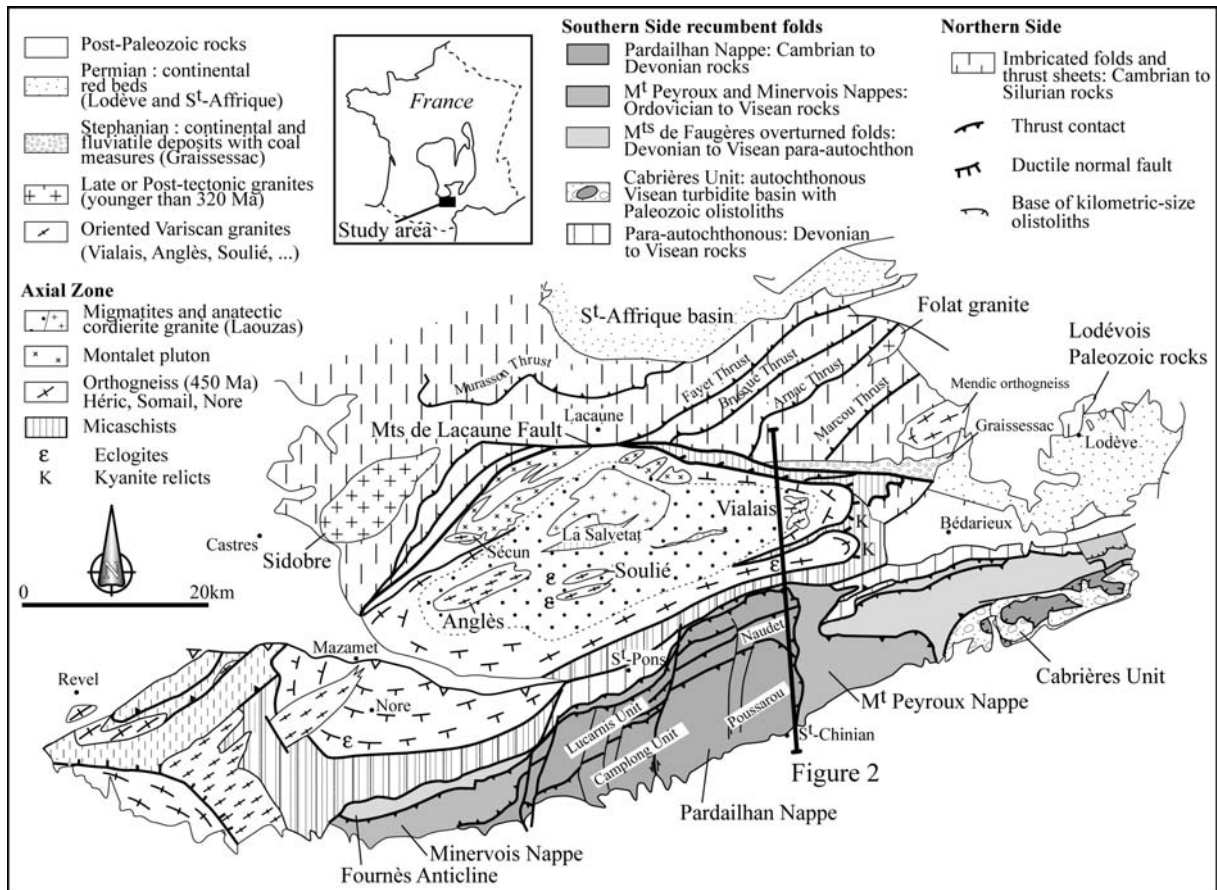 Post-Paleozoic rocks
Permian : continental
red beds
(Lodève and Sᵗ-Affrique)
Stephanian : continental and
fluviatile deposits with coal
measures (Graissessac)
Late or Post-tectonic granites
(younger than 320 Ma)
Oriented Variscan granites
(Vialais, Anglès, Soulié, ...)
Axial Zone
Migmatites and anatectic
cordierite granite (Laouzas)
Montalet pluton
Orthogneiss (450 Ma)
Héric, Somail, Nore
Micaschists
ε Eclogites
K Kyanite relicts
France
Study area
Southern Side recumbent folds
Pardailhan Nappe: Cambrian to
Devonian rocks
Mᵗ Peyroux and Minervois Nappes:
Ordovician to Visean rocks
Mᵗˢ de Faugères overturned folds:
Devonian to Visean para-autochthon
Cabrières Unit: autochthonous
Visean turbidite basin with
Paleozoic olistoliths
Para-autochthonous: Devonian
to Visean rocks
Northern Side
Imbricated folds and
thrust sheets: Cambrian to
Silurian rocks
Thrust contact
Ductile normal fault
Base of kilometric-size
olistoliths
N
0 20km
Sᵗ-Affrique basin
Folat granite
Lodévois
Paleozoic rocks
Murasson Thrust
Fayet Thrust
Brusque Thrust
Arnac Thrust
Marcou Thrust
Mendic orthogneiss
Graissessac
Lodève
Lacaune
Mts de Lacaune Fault
Vialais
K
K
Bédarieux
Castres
Sidobre
Sécun
La Salvetat
Soulié
ε
ε
ε
Anglès
Mazamet
Sᵗ-Pons
Naudet
Cabrières Unit
Revel
Nore
ε
Lucarnis Unit
Camplong Unit
Poussarou
Mᵗ Peyroux Nappe
Sᵗ-Chinian
Figure 2
Pardailhan Nappe
Minervois Nappe
Fournès Anticline